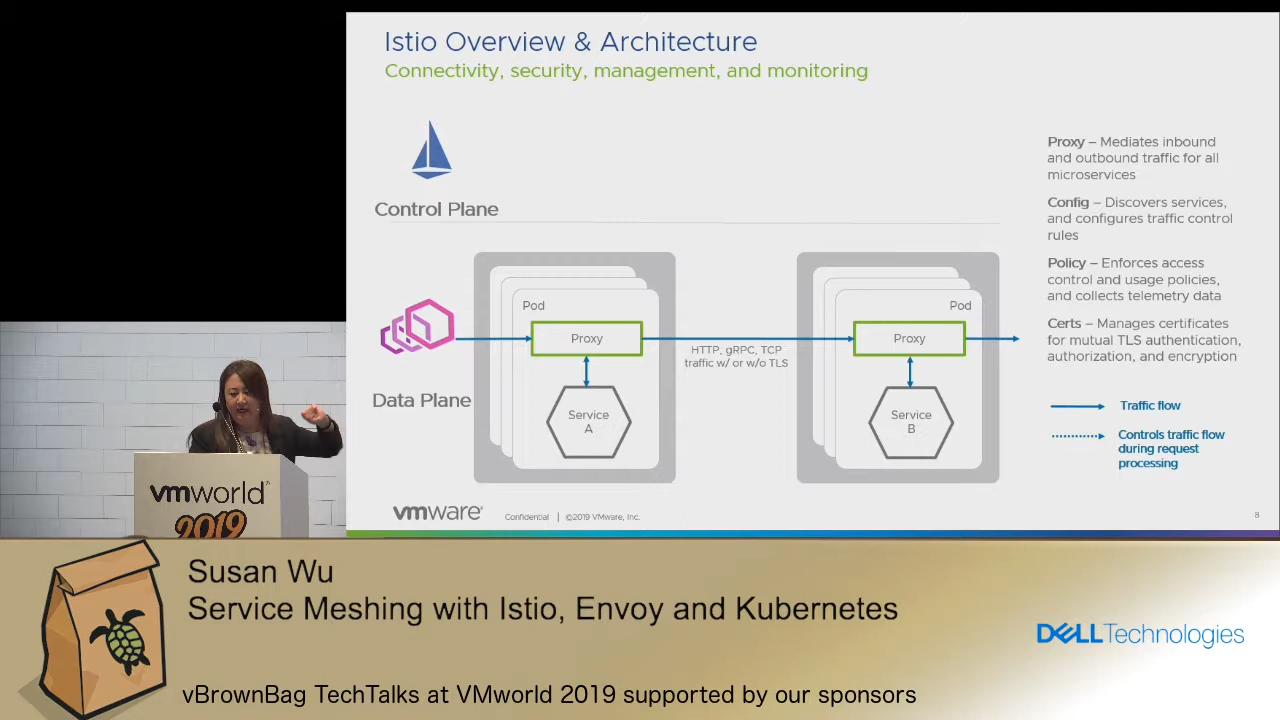 Istio Overview & Architecture
Connectivity, security, management, and monitoring
Control Plane
Data Plane
Pod
Proxy
Service
A
HTTP, gRPC, TCP
traffic w/ or w/o TLS
Pod
Proxy
Service
B
Proxy – Mediates inbound
and outbound traffic for all
microservices
Config – Discovers services,
and configures traffic control
rules
Policy – Enforces access
control and usage policies,
and collects telemetry data
Certs – Manages certificates
for mutual TLS authentication,
authorization, and encryption
Traffic flow
Controls traffic flow
during request
processing
vmware®
Confidential | ©2019 VMware, Inc.
8
vmworld®
2019
Susan Wu
Service Meshing with Istio, Envoy and Kubernetes
DELLTechnologies
vBrownBag TechTalks at VMworld 2019 supported by our sponsors